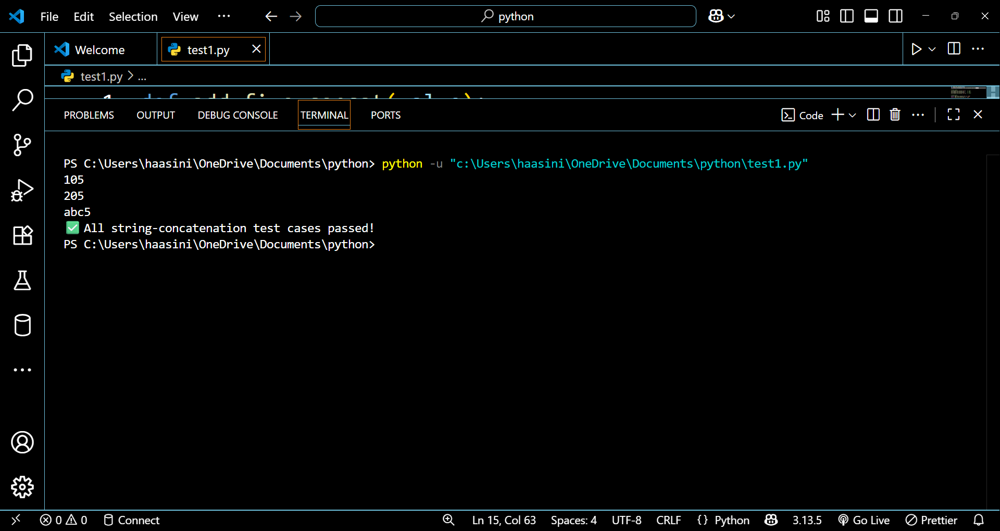 File Edit Selection View ··· python
Welcome test1.py
test1.py > ...
PROBLEMS OUTPUT DEBUG CONSOLE TERMINAL PORTS Code
PS C:\Users\haasini\OneDrive\Documents\python> python -u "c:\Users\haasini\OneDrive\Documents\python\test1.py"
105
205
abc5
✅ All string-concatenation test cases passed!
PS C:\Users\haasini\OneDrive\Documents\python>
0 0 Connect Ln 15, Col 63 Spaces: 4 UTF-8 CRLF {} Python 3.13.5 Go Live Prettier